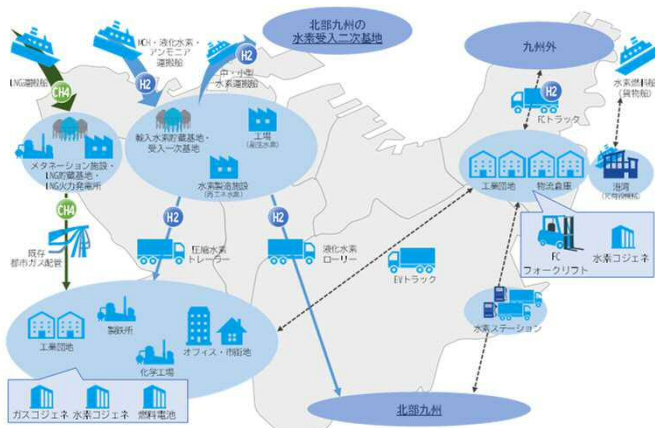 北部九州の
水素受入二次基地
MCH・液化水素・
アンモニア
運搬船
LNG運搬船
CH4
H2
中・小型
水素運搬船
H2
メタネーション施設・
LNG貯蔵基地・
LNG火力発電所
輸入水素貯蔵基地・
受入一次基地
工場
(副生水素)
水素製造施設
(再エネ水素)
CH4
既存
都市ガス配管
H2
圧縮水素
トレーラー
H2
液化水素
ローリー
EVトラック
九州外
H2
FCトラック
水素燃料船
(貨物船)
工業団地
物流倉庫
港湾
FC
フォークリフト
水素コジェネ
水素ステーション
工業団地
製鉄所
化学工場
オフィス・市街地
ガスコジェネ
水素コジェネ
燃料電池
北部九州